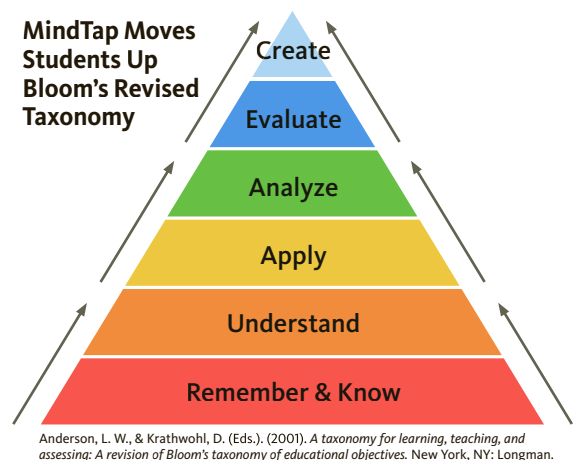 MindTap Moves
Students Up
Bloom’s Revised
Taxonomy
Create
Evaluate
Analyze
Apply
Understand
Remember & Know
Anderson, L. W., & Krathwohl, D. (Eds.). (2001). A taxonomy for learning, teaching, and
assessing: A revision of Bloom’s taxonomy of educational objectives. New York, NY: Longman.